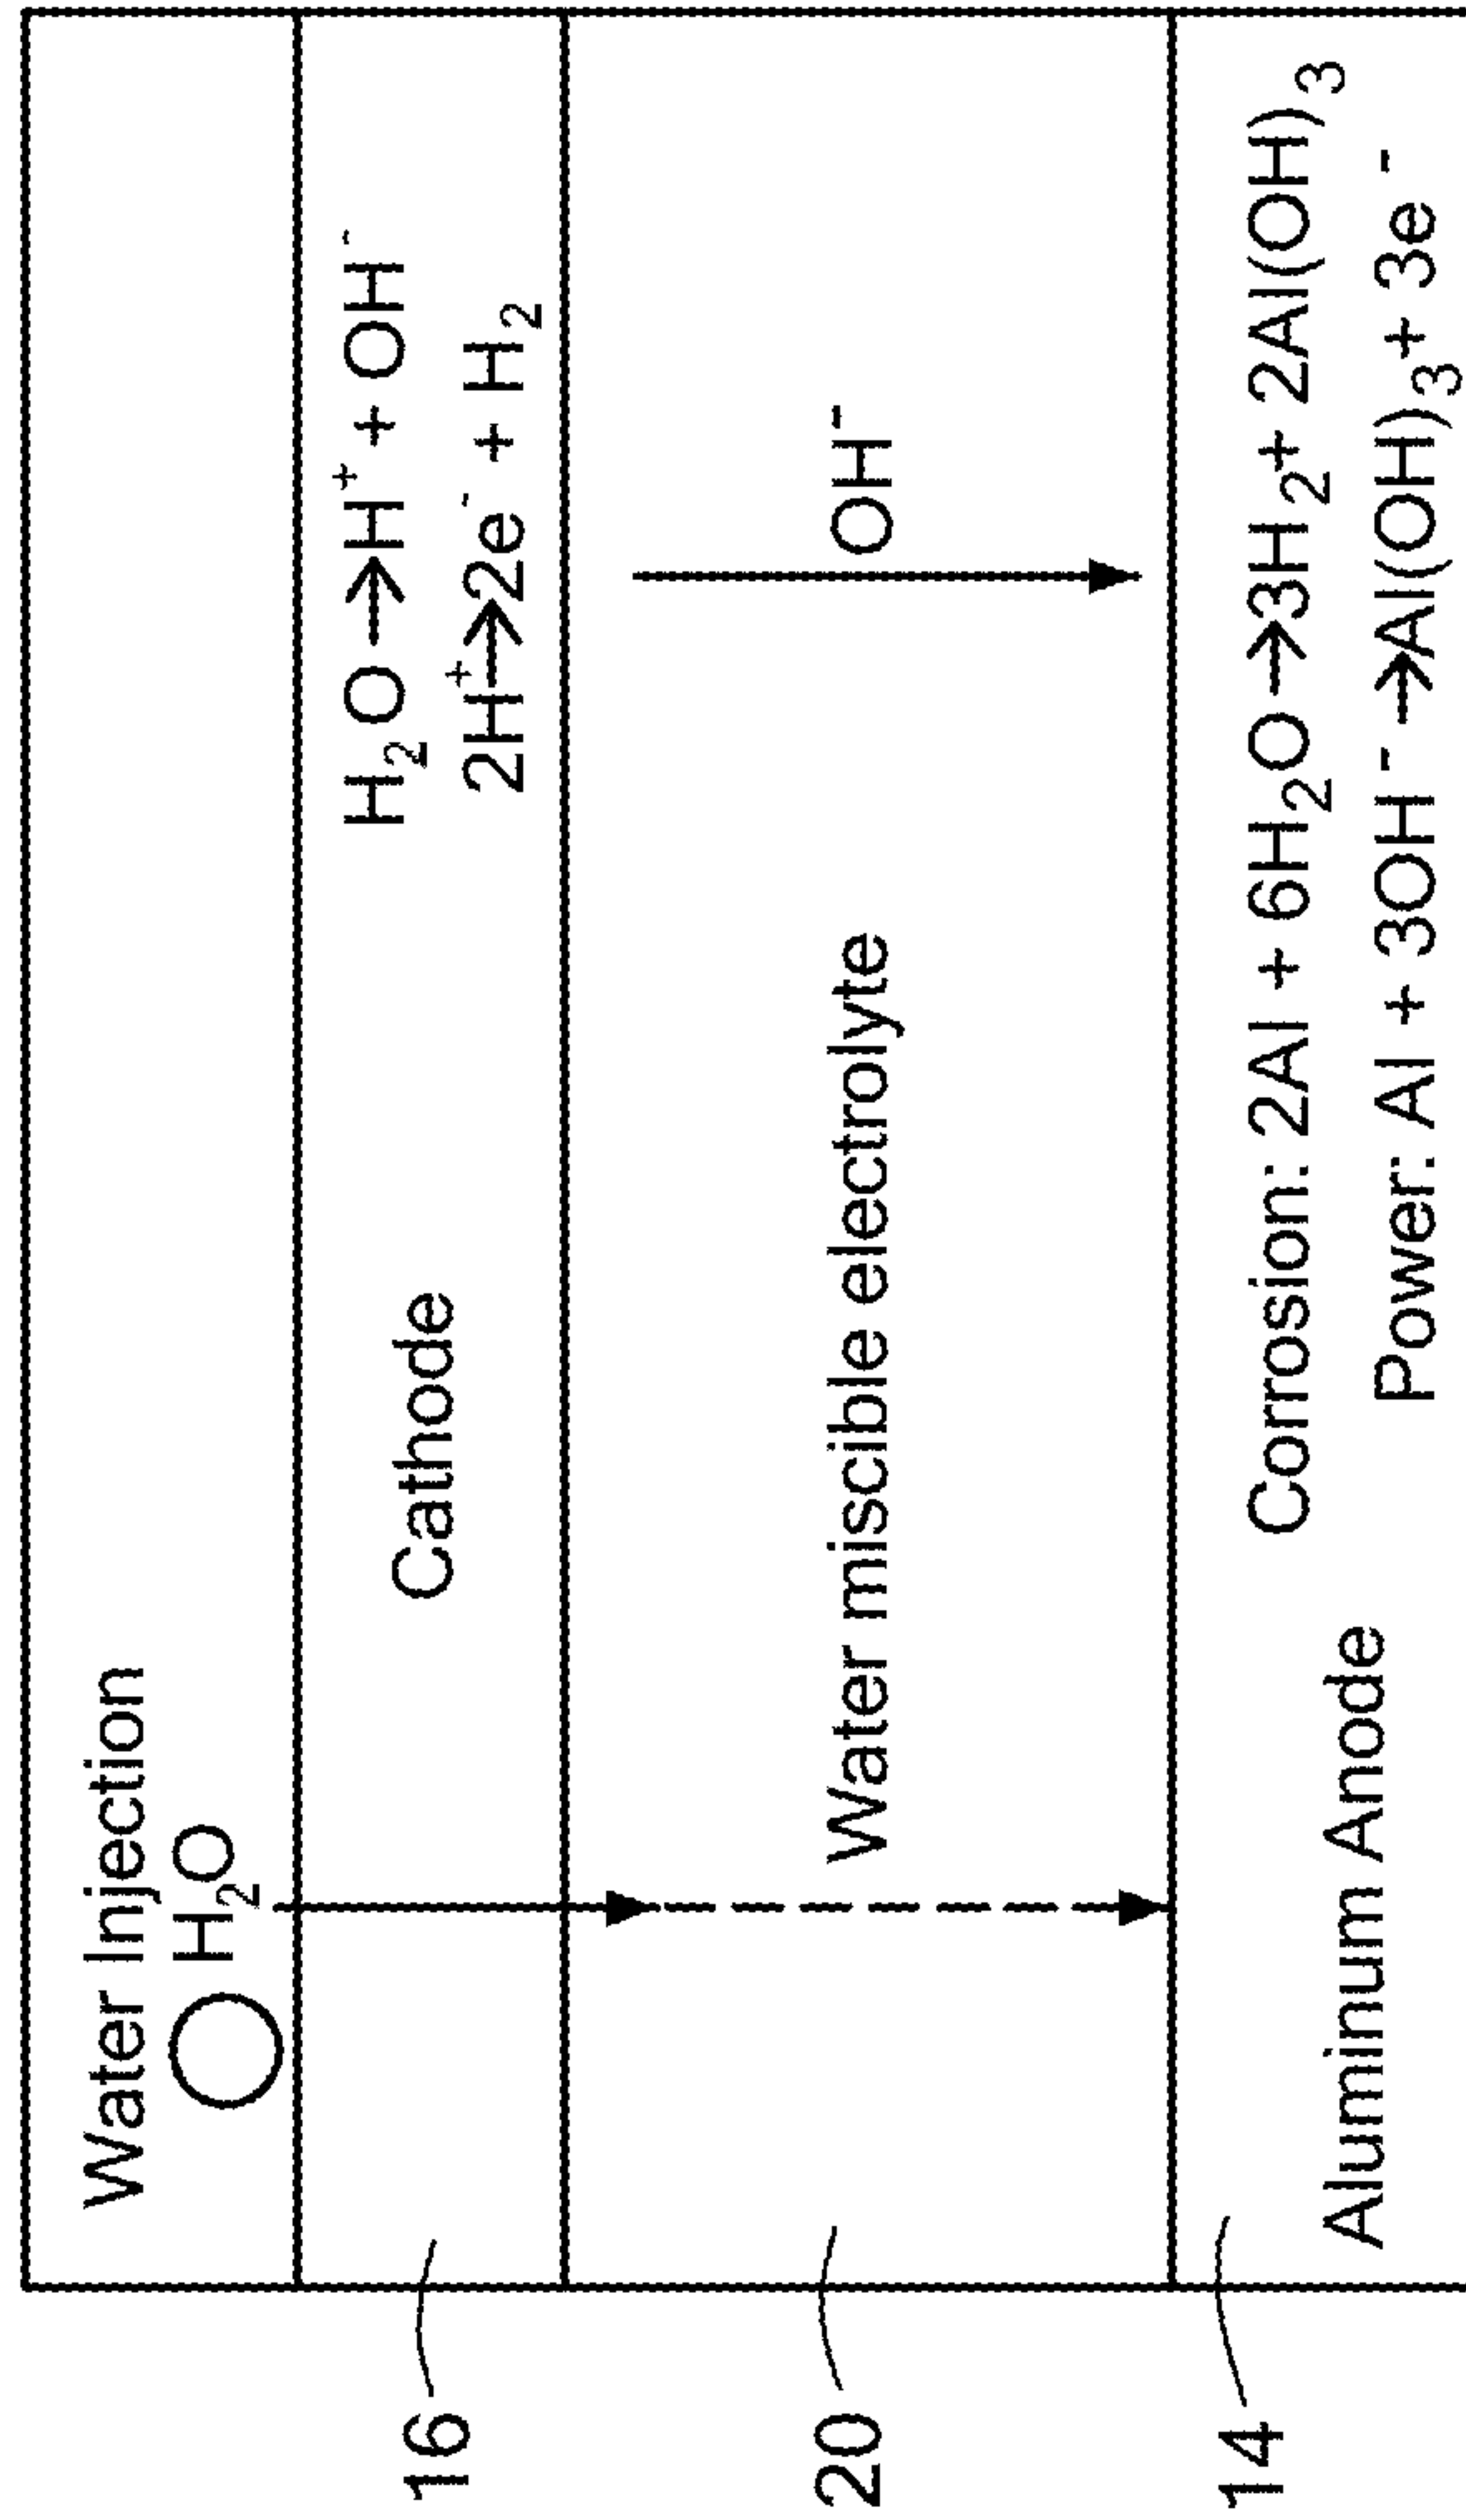 Water Injection
H₂O
16
Cathode
H₂O → H⁺ + OH⁻
2H⁺ → 2e⁻ + H₂
20
Water miscible electrolyte
OH⁻
14
Aluminum Anode
Corrosion: 2Al + 6H₂O → 3H₂ + 2Al(OH)₃
Power: Al + 3OH⁻ → Al(OH)₃ + 3e⁻